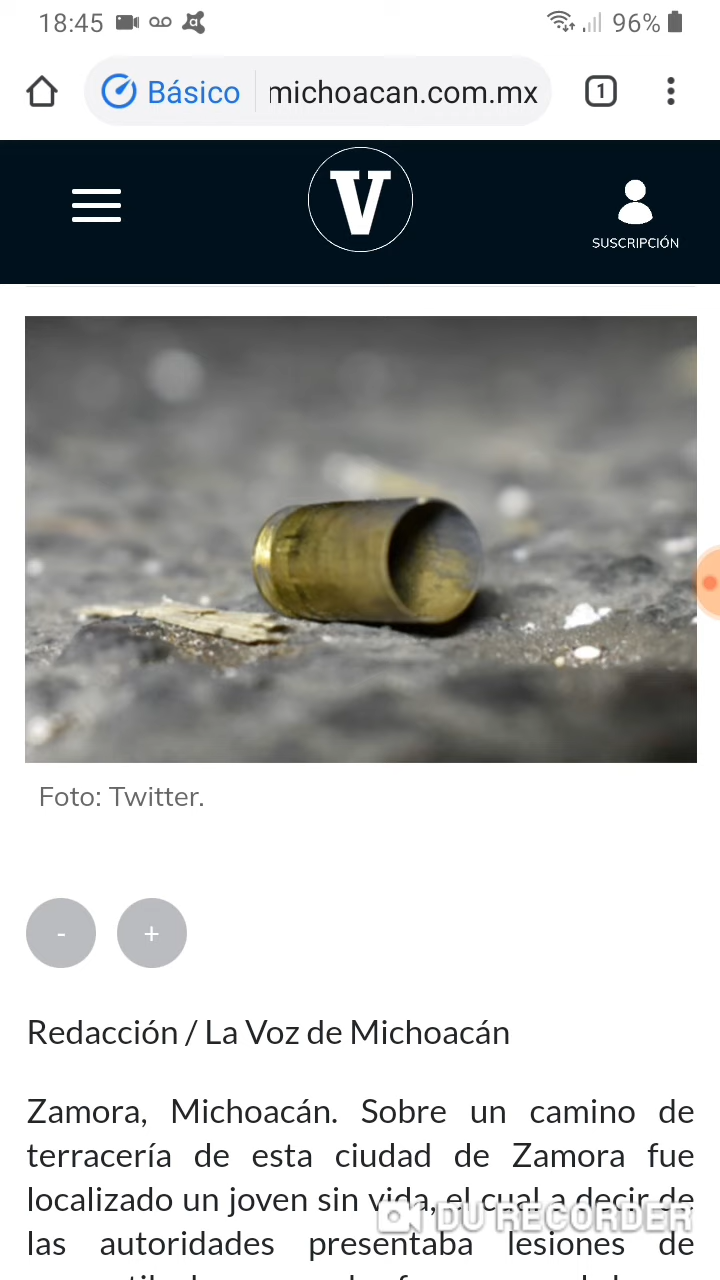 18:45 96%
Básico michoacan.com.mx 1
V
SUSCRIPCIÓN
Foto: Twitter.
- +
Redacción / La Voz de Michoacán
Zamora, Michoacán. Sobre un camino de
terracería de esta ciudad de Zamora fue
localizado un joven sin vida, el cual a decir de
DU RECORDER
las autoridades presentaba lesiones de